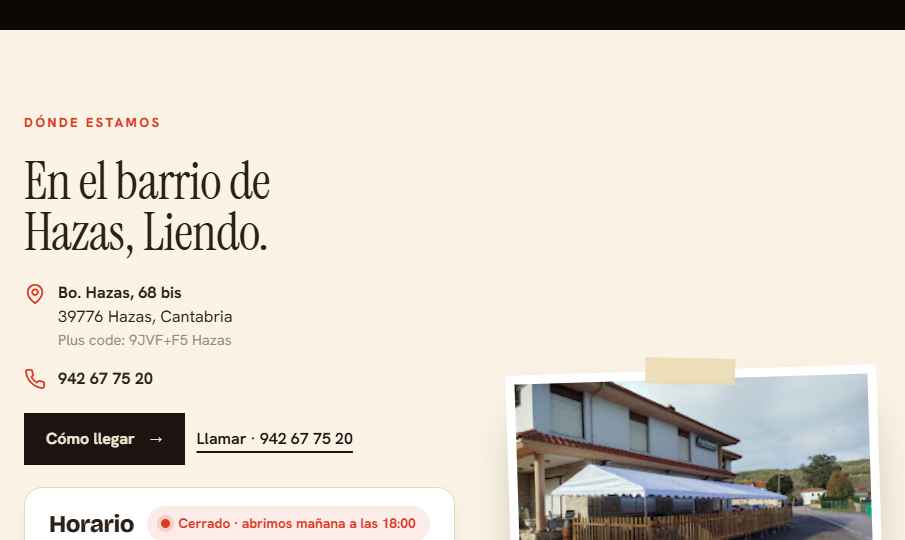 DÓNDE ESTAMOS
En el barrio de
Hazas, Liendo.
Bo. Hazas, 68 bis
39776 Hazas, Cantabria
Plus code: 9JVF+F5 Hazas
942 67 75 20
Cómo llegar →
Llamar · 942 67 75 20
Horario
Cerrado · abrimos mañana a las 18:00